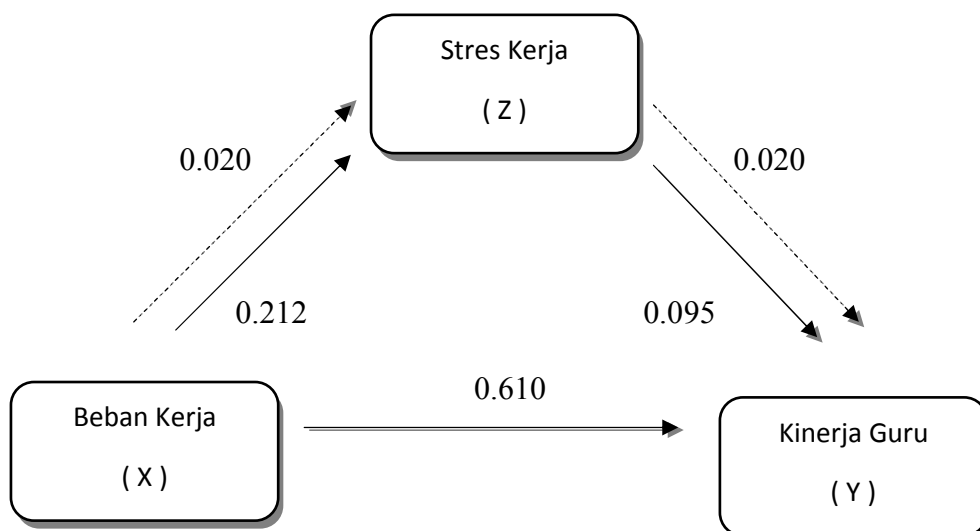 Stres Kerja
( Z )
0.020
0.020
0.212
0.095
0.610
Beban Kerja
( X )
Kinerja Guru
( Y )